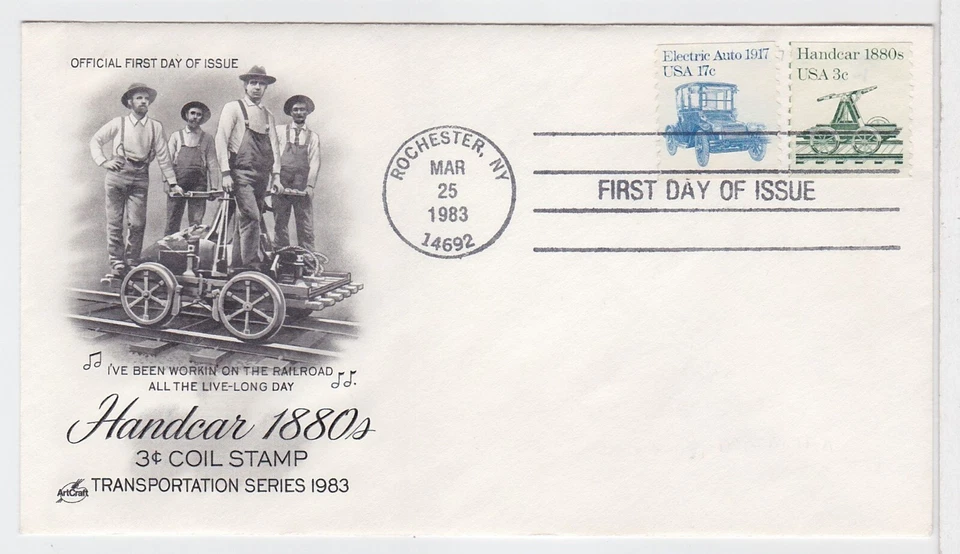 OFFICIAL FIRST DAY OF ISSUE
I'VE BEEN WORKIN ON THE RAILROAD
ALL THE LIVE-LONG DAY
Handcar 1880s
3¢ COIL STAMP
ArtCraft
TRANSPORTATION SERIES 1983
ROCHESTER, NY
MAR
25
1983
14692
Electric Auto 1917
USA 17c
Handcar 1880s
USA 3c
FIRST DAY OF ISSUE